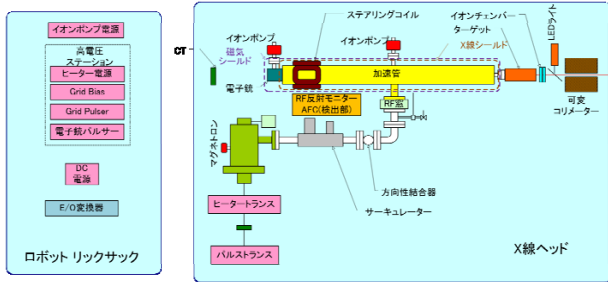 イオンポンプ電源
高電圧
ステーション
ヒーター電源
Grid Bias
Grid Pulser
電子銃パルサー
DC
電源
E/O変換器
ロボット リックサック
CT
イオンポンプ
磁気
シールド
電子銃
ステアリングコイル
イオンポンプ
X線シールド
イオンチェンバー
ターゲット
LEDライト
加速管
可変
コリメーター
RF反射モニター
AFC(検出部)
RF窓
マグネトロン
方向性結合器
サーキュレーター
ヒータートランス
パルストランス
X線ヘッド